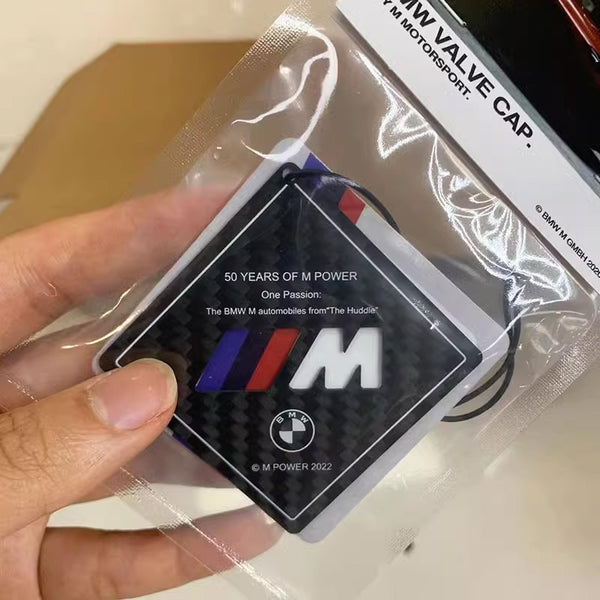 MW VALVE CAP.
Y M MOTORSPORT.
© BMW M GMBH 202
50 YEARS OF M POWER
One Passion:
The BMW M automobiles from"The Huddle"
M
BMW
© M POWER 2022